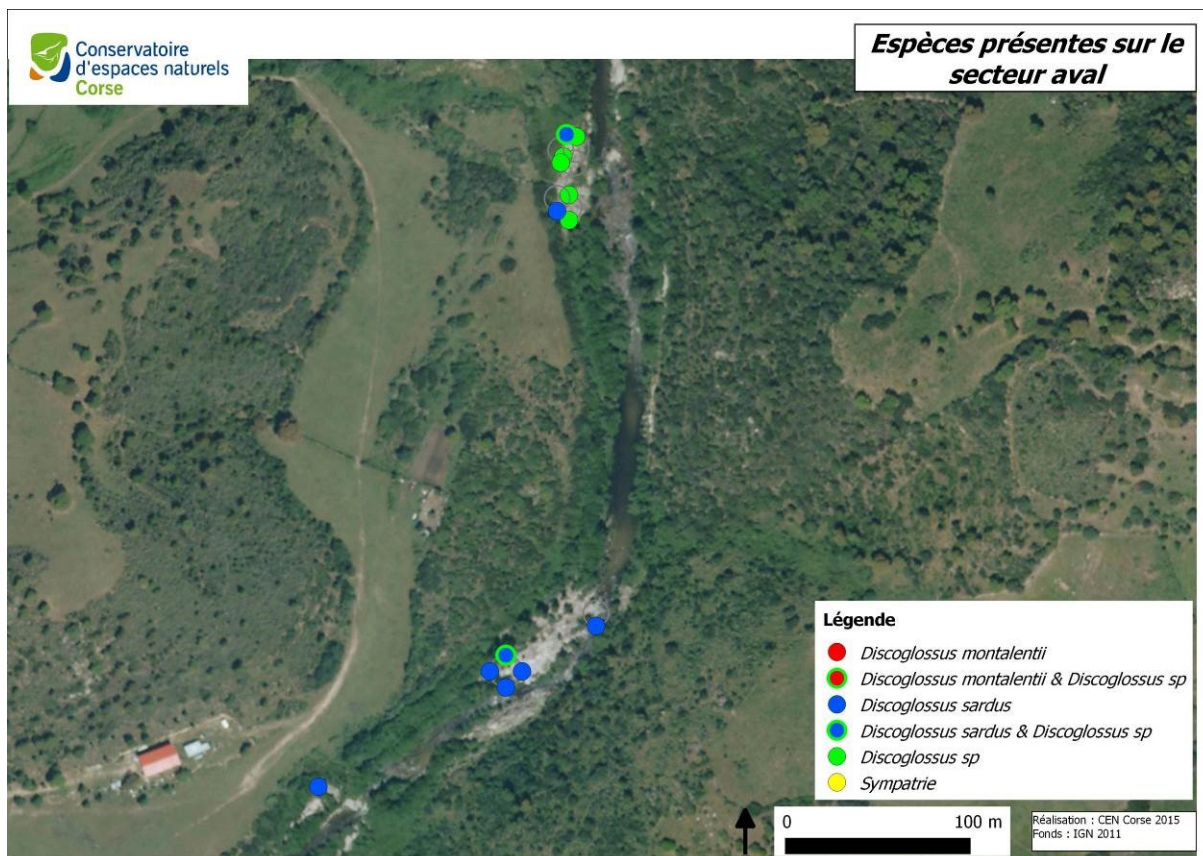 Conservatoire
d'espaces naturels
Corse
Espèces présentes sur le
secteur aval
Légende
Discoglossus montalentii
Discoglossus montalentii & Discoglossus sp
Discoglossus sardus
Discoglossus sardus & Discoglossus sp
Discoglossus sp
Sympatrie
0 100 m
Réalisation : CEN Corse 2015
Fonds : IGN 2011